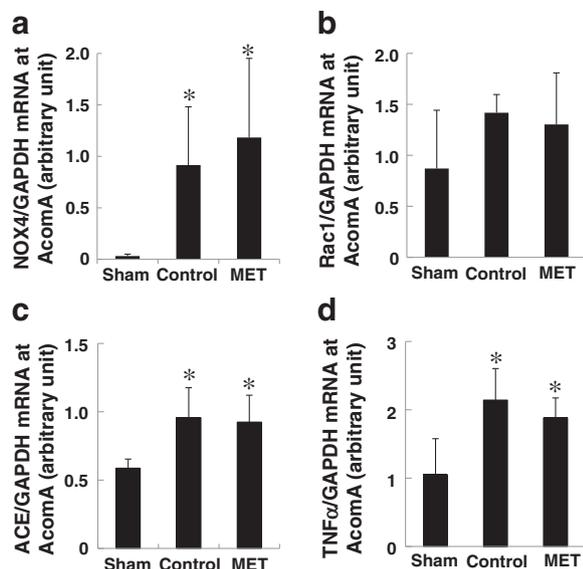 a
NOX4/GAPDH mRNA at
AcomA (arbitrary unit)
2.0
1.5
1.0
0.5
0
*
*
Sham Control MET
b
Rac1/GAPDH mRNA at
AcomA (arbitrary unit)
2.0
1.5
1.0
0.5
0
Sham Control MET
c
ACE/GAPDH mRNA at
AcomA (arbitrary unit)
1.5
1.0
0.5
0
*
*
Sham Control MET
d
TNFα/GAPDH mRNA at
AcomA (arbitrary unit)
3
2
1
0
*
*
Sham Control MET